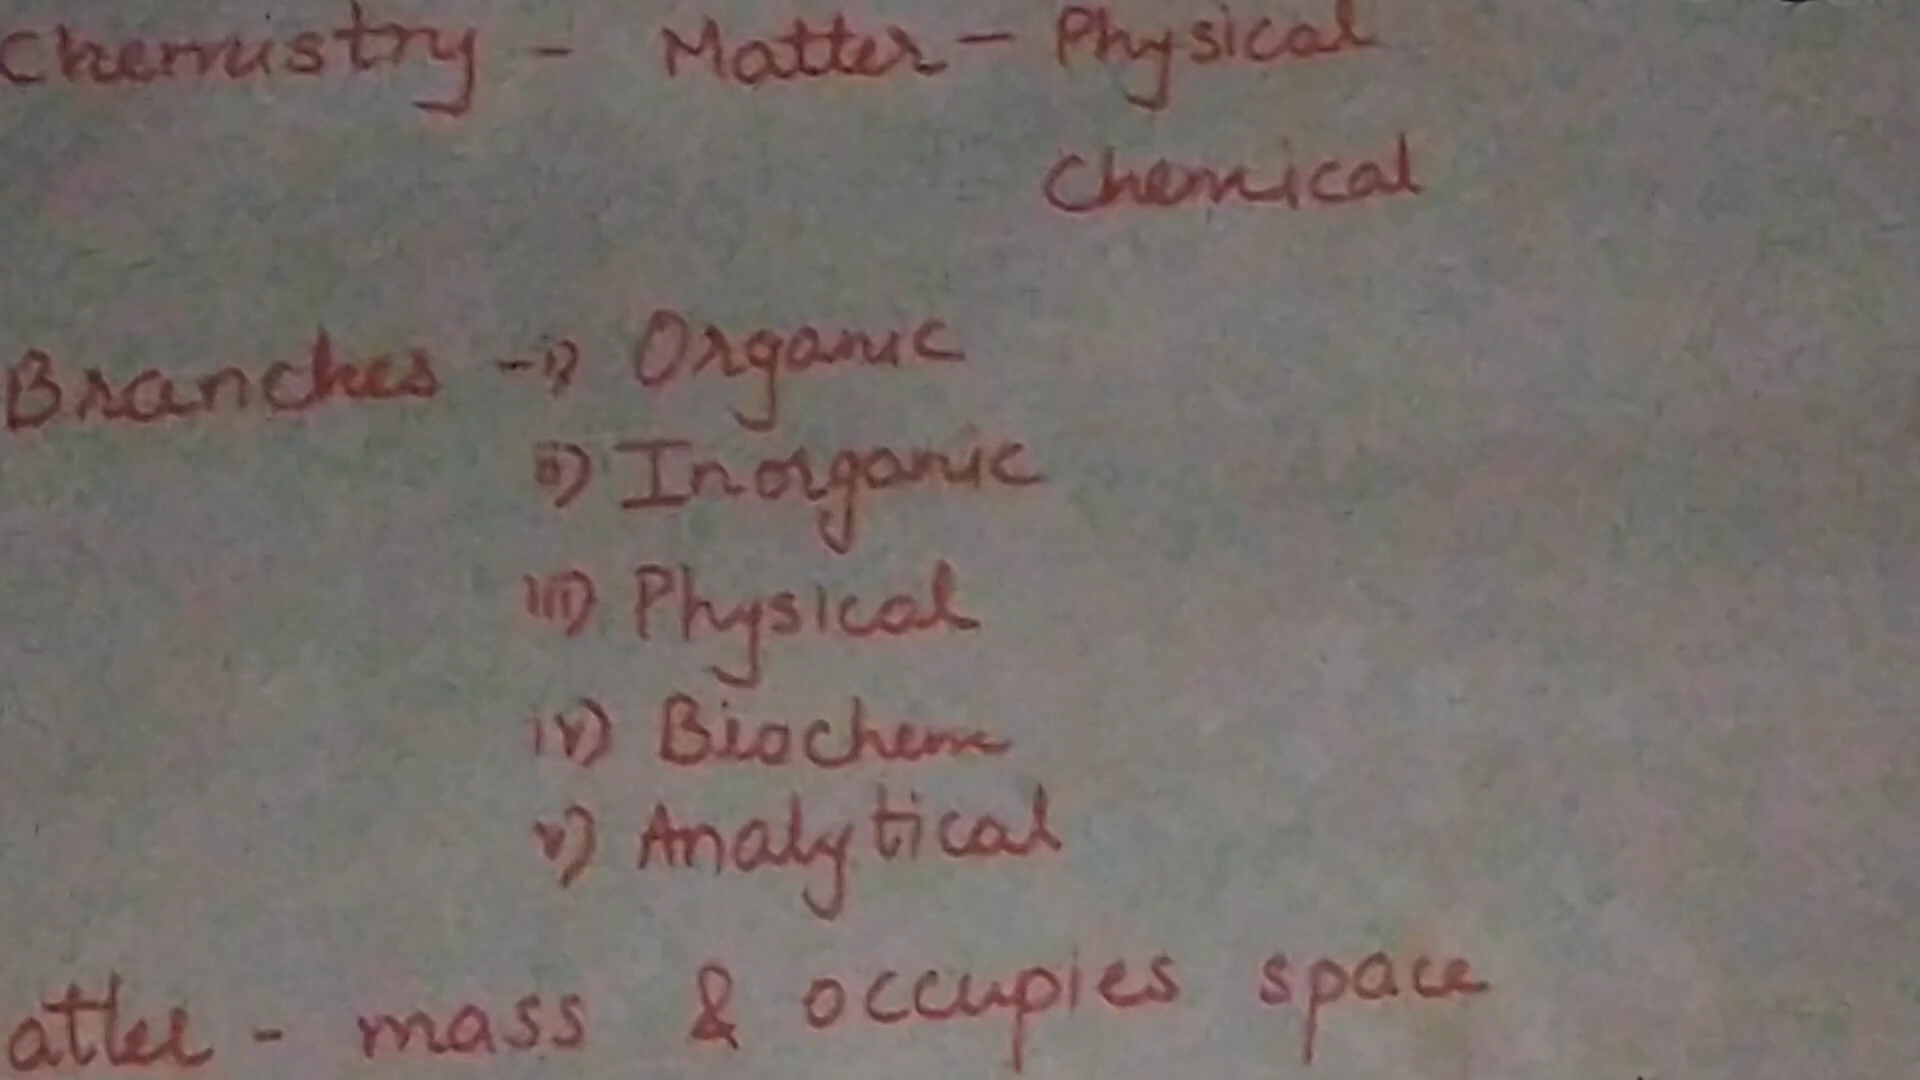 Chemistry - Matter - Physical
Chemical
Branches - i) Organic
ii) Inorganic
iii) Physical
iv) Biochem
v) Analytical
atter - mass & occupies space